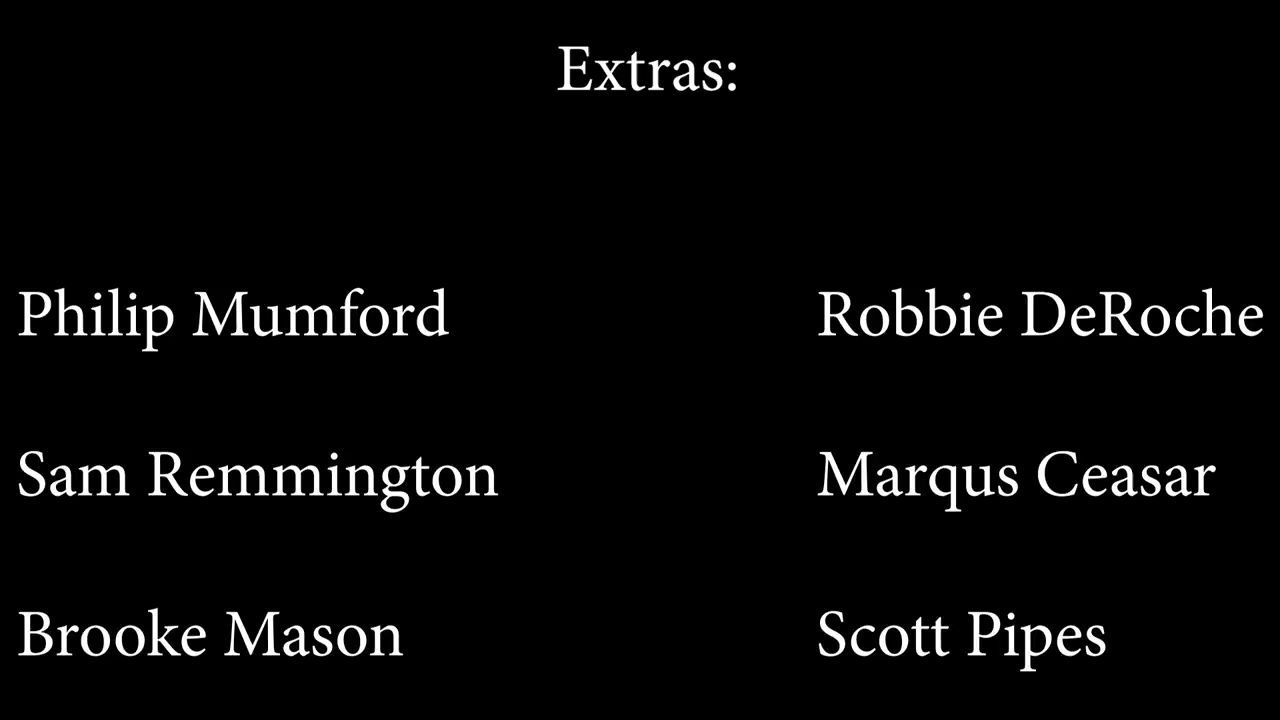 Extras:
Philip Mumford
Robbie DeRoche
Sam Remmington
Marqus Ceasar
Brooke Mason
Scott Pipes